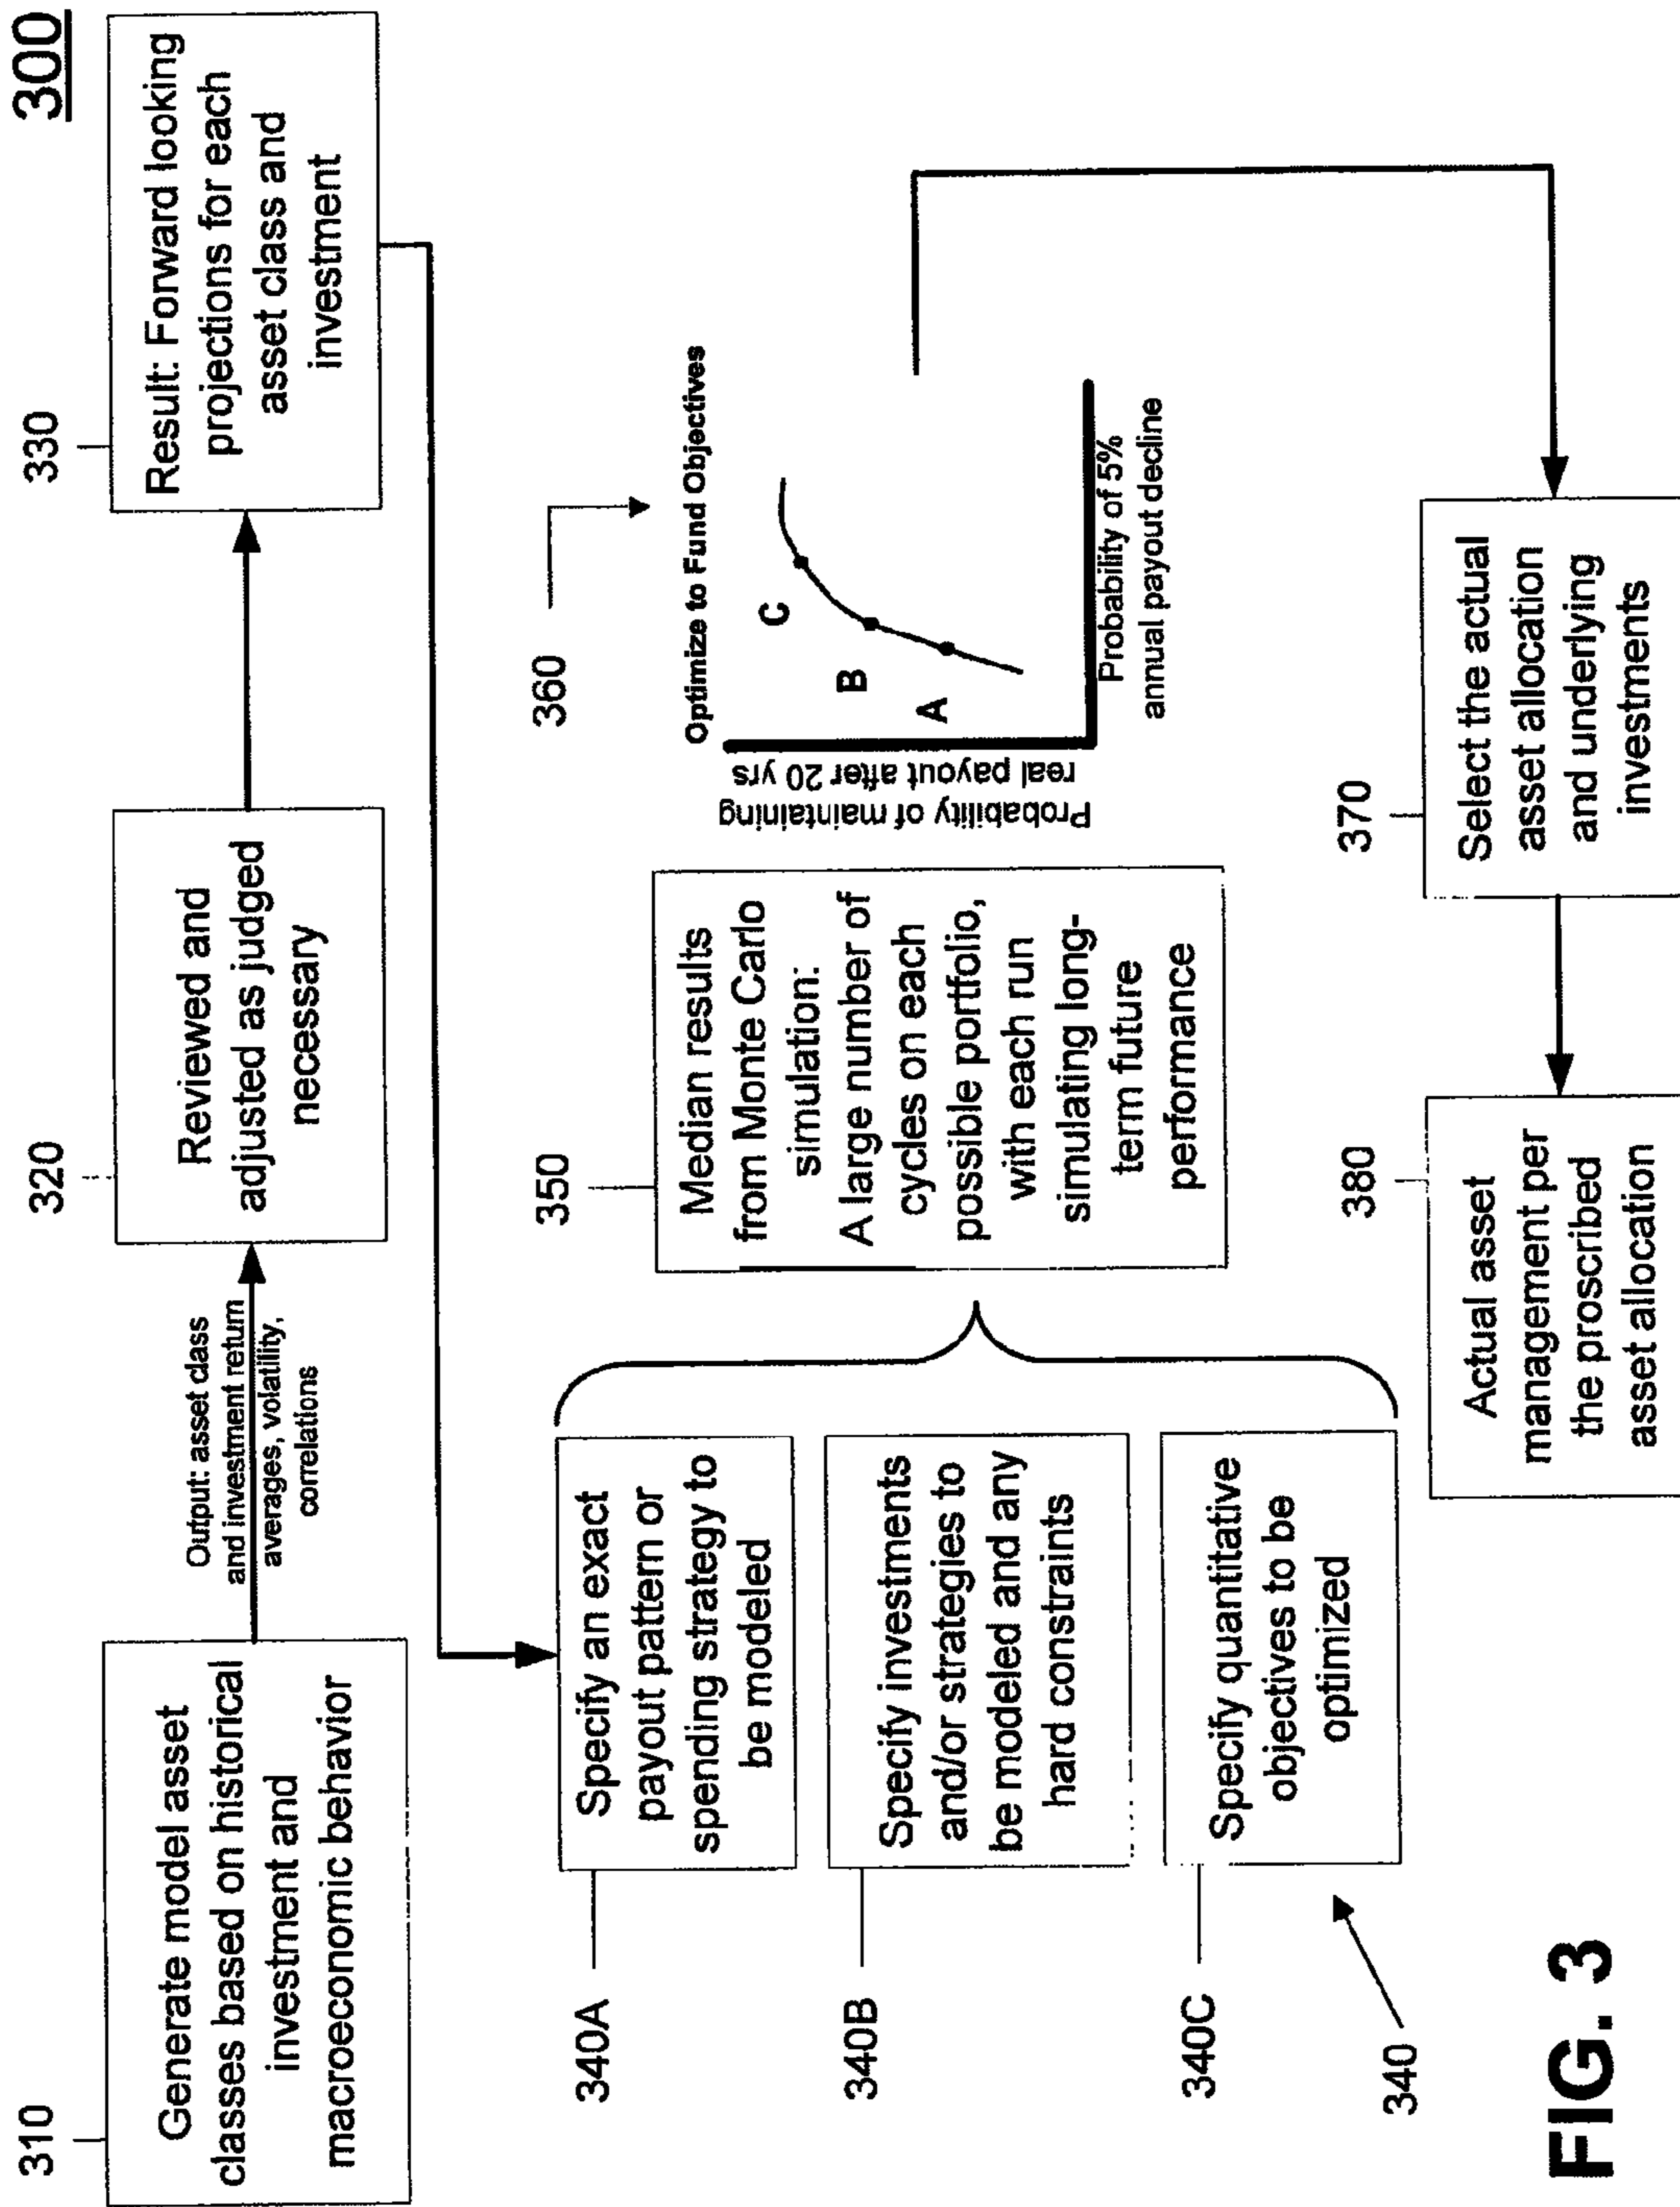 300
310
Generate model asset
classes based on historical
investment and
macroeconomic behavior
Output: asset class
and investment return
averages, volatility,
correlations
320
Reviewed and
adjusted as judged
necessary
330
Result: Forward looking
projections for each
asset class and
investment
340A
Specify an exact
payout pattern or
spending strategy to
be modeled
340B
Specify investments
and/or strategies to
be modeled and any
hard constraints
340C
Specify quantitative
objectives to be
optimized
340
350
Median results
from Monte Carlo
simulation:
A large number of
cycles on each
possible portfolio,
with each run
simulating long-
term future
performance
360
Optimize to Fund Objectives
Probability of maintaining
real payout after 20 yrs
A
B
C
Probability of 5%
annual payout decline
370
Select the actual
asset allocation
and underlying
investments
380
Actual asset
management per
the proscribed
asset allocation
FIG. 3